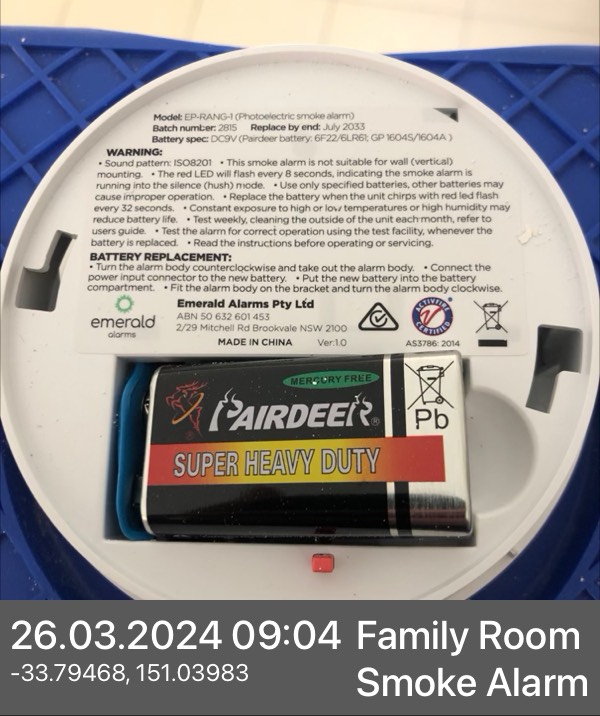 Model: EP-RANG-1 (Photoelectric smoke alarm)
Batch number: 2815 Replace by end: July 2033
Battery spec: DC9V (Pairdeer battery: 6F22/6LR61; GP 1604S/1604A )
WARNING:
• Sound pattern: ISO8201 • This smoke alarm is not suitable for wall (vertical)
mounting. • The red LED will flash every 8 seconds, indicating the smoke alarm is
running into the silence (hush) mode. • Use only specified batteries, other batteries may
cause improper operation. • Replace the battery when the unit chirps with red led flash
every 32 seconds. • Constant exposure to high or low temperatures or high humidity may
reduce battery life. • Test weekly, cleaning the outside of the unit each month, refer to
users guide. • Test the alarm for correct operation using the test facility, whenever the
battery is replaced. • Read the instructions before operating or servicing.
BATTERY REPLACEMENT:
• Turn the alarm body counterclockwise and take out the alarm body. • Connect the
power input connector to the new battery. • Put the new battery into the battery
compartment. • Fit the alarm body on the bracket and turn the alarm body clockwise.
emerald
alarms
Emerald Alarms Pty Ltd
ABN 50 632 601 453
2/29 Mitchell Rd Brookvale NSW 2100
MADE IN CHINA Ver:1.0
ACTIVFIRE CERTIFIED
AS3786: 2014
MERCURY FREE
PAIRDEER®
SUPER HEAVY DUTY
Pb
26.03.2024 09:04
-33.79468, 151.03983
Family Room
Smoke Alarm